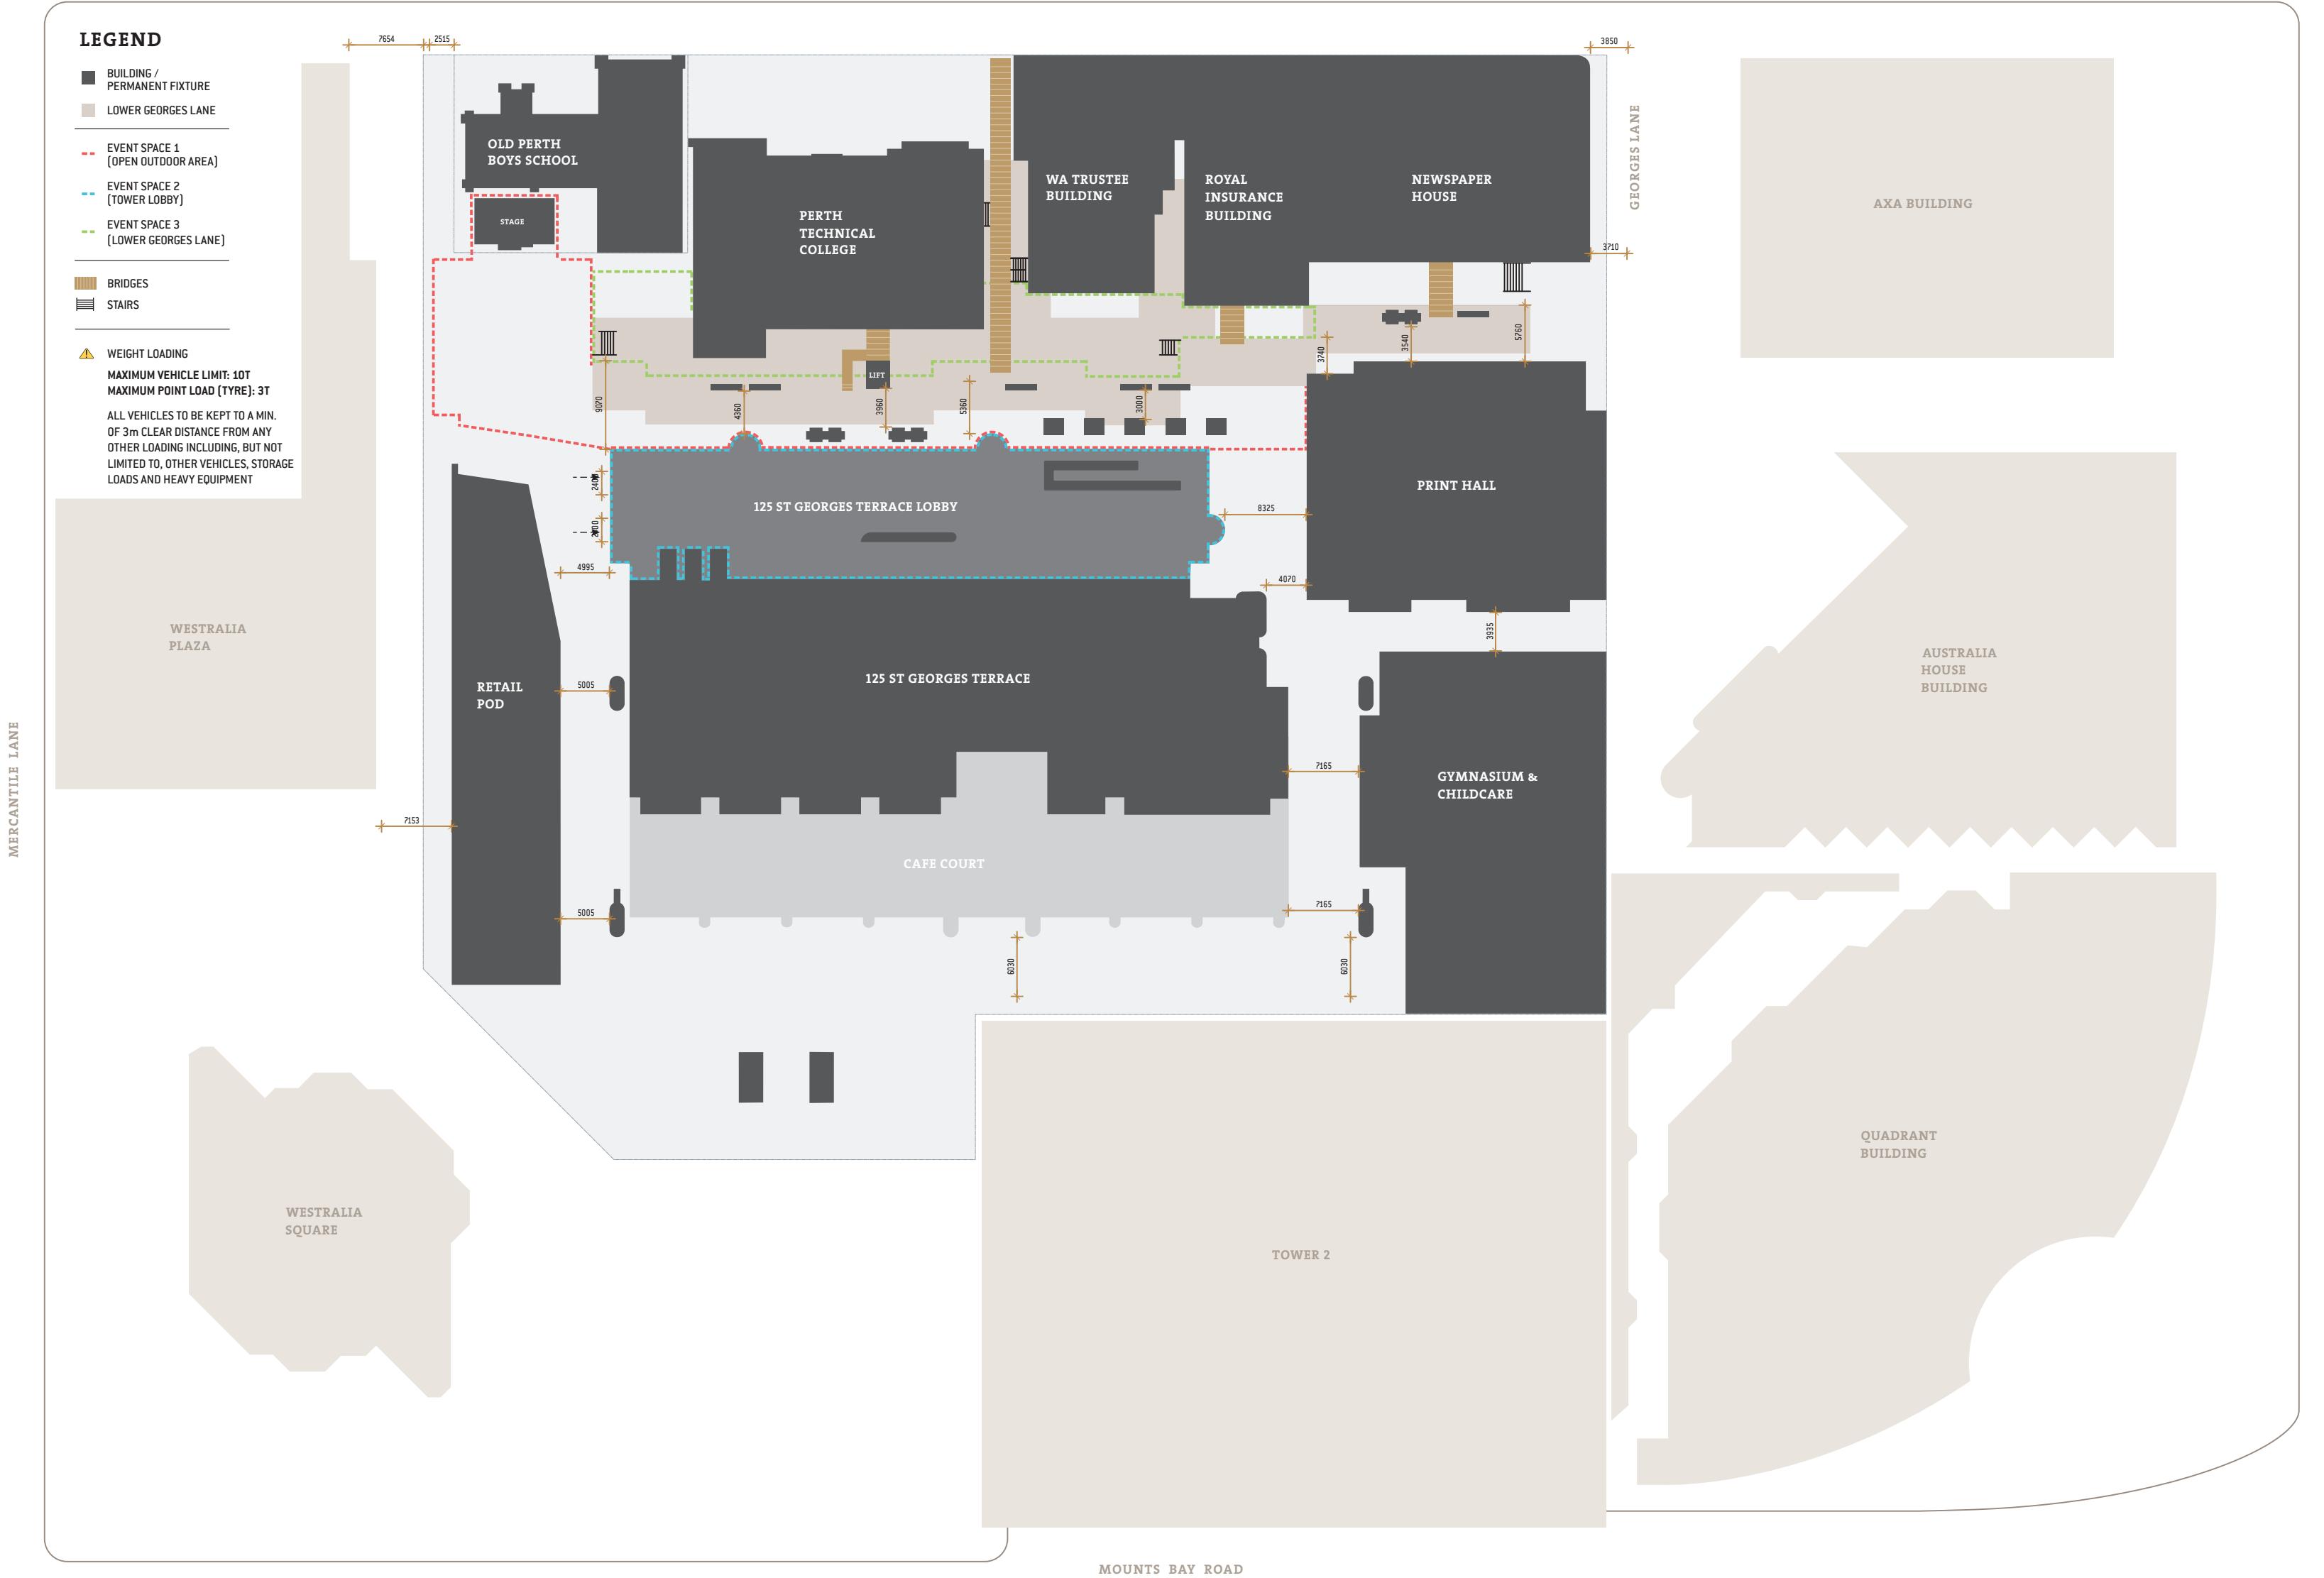 LEGEND
BUILDING /
PERMANENT FIXTURE
LOWER GEORGES LANE
EVENT SPACE 1
(OPEN OUTDOOR AREA)
EVENT SPACE 2
(TOWER LOBBY)
EVENT SPACE 3
(LOWER GEORGES LANE)
BRIDGES
STAIRS
WEIGHT LOADING
MAXIMUM VEHICLE LIMIT: 10T
MAXIMUM POINT LOAD (TYRE): 3T
ALL VEHICLES TO BE KEPT TO A MIN.
OF 3m CLEAR DISTANCE FROM ANY
OTHER LOADING INCLUDING, BUT NOT
LIMITED TO, OTHER VEHICLES, STORAGE
LOADS AND HEAVY EQUIPMENT
7654
2515
3850
OLD PERTH
BOYS SCHOOL
STAGE
PERTH
TECHNICAL
COLLEGE
WA TRUSTEE
BUILDING
ROYAL
INSURANCE
BUILDING
NEWSPAPER
HOUSE
GEORGES LANE
AXA BUILDING
3710
3740
3540
5760
LIFT
9070
4360
3960
5360
3000
125 ST GEORGES TERRACE LOBBY
8325
PRINT HALL
4995
4070
3935
WESTRALIA
PLAZA
RETAIL
POD
5005
125 ST GEORGES TERRACE
AUSTRALIA
HOUSE
BUILDING
7165
GYMNASIUM &
CHILDCARE
MERCANTILE LANE
7153
CAFE COURT
5005
7165
6030
6030
QUADRANT
BUILDING
WESTRALIA
SQUARE
TOWER 2
MOUNTS BAY ROAD